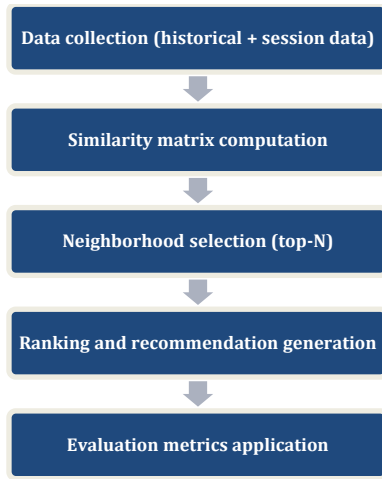 Data collection (historical + session data)
Similarity matrix computation
Neighborhood selection (top-N)
Ranking and recommendation generation
Evaluation metrics application